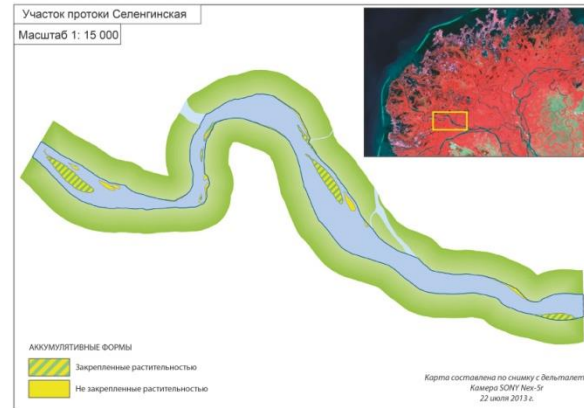 Участок протоки Селенгинская
Масштаб 1: 15 000
АККУМУЛЯТИВНЫЕ ФОРМЫ
Закрепленные растительностью
Не закрепленные растительностью
Карта составлена по снимку с дельталета
Камера SONY Nex-5r
22 июля 2013 г.